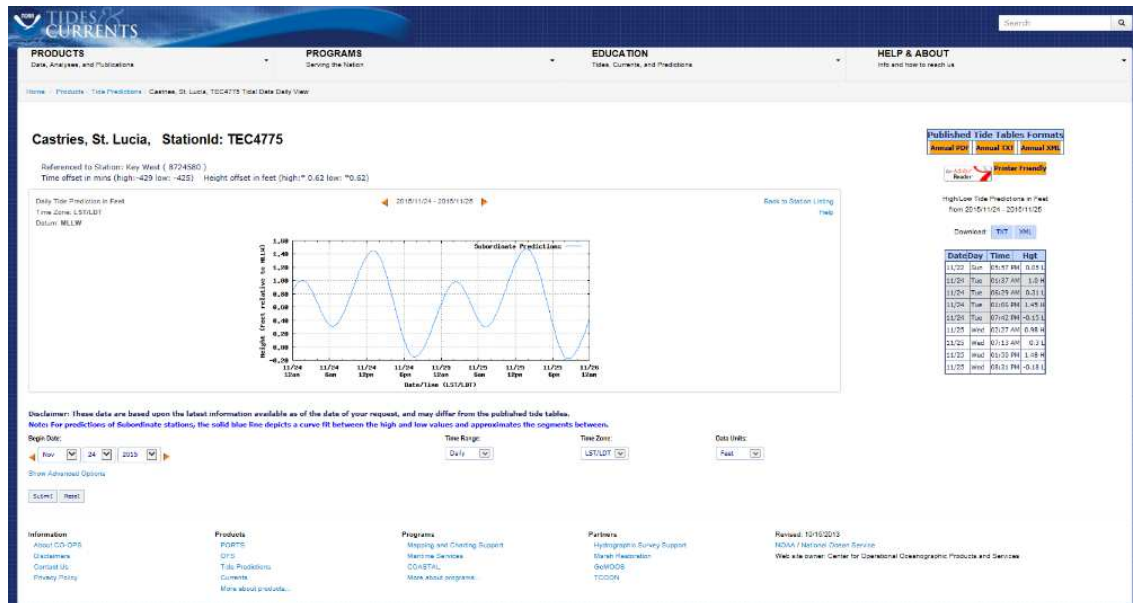 NOAA TIDES &
CURRENTS
Search
PRODUCTS
Data, Analyses, and Publications
PROGRAMS
Serving the Nation
EDUCATION
Tides, Currents, and Predictions
HELP & ABOUT
Info and how to reach us
Home / Products / Tide Predictions / Castries, St. Lucia, TEC4775 Tidal Data Daily View
Castries, St. Lucia, StationId: TEC4775
Referenced to Station: Key West ( 8724580 )
Time offset in mins (high:-429 low: -425) Height offset in feet (high:* 0.62 low: *0.62)
Daily Tide Prediction in Feet
Time Zone: LST/LDT
Datum: MLLW
2015/11/24 - 2015/11/25
Back to Station Listing
Help
Subordinate Predictions
Height (feet relative to MLLW)
1.40
1.20
1.00
0.80
0.60
0.40
0.20
0.00
-0.20
11/24 11/24 11/24 11/24 11/25 11/25 11/25 11/25 11/26
12am 6am 12pm 6pm 12am 6am 12pm 6pm 12am
Date/Time (LST/LDT)
Published Tide Tables Formats
Annual PDF Annual TXT Annual XML
Reader
Printer Friendly
High/Low Tide Predictions in Feet
from 2015/11/24 - 2015/11/25
Download: TXT XML
Date Day Time Hgt
Sun 05:57 PM L
11/24 Tue 01:37 AM 1.0 H
11/24 Tue 06:29 AM 0.31 L
11/24 Tue PM 1.45 H
11/24 Tue 07:42 PM -0.15 L
11/25 Wed 02:27 AM 0.98 H
11/25 Wed 07:13 AM 0.3 L
11/25 Wed PM 1.48 H
11/25 Wed 08:21 PM -0.18 L
Disclaimer: These data are based upon the latest information available as of the date of your request, and may differ from the published tide tables.
Note: For predictions of Subordinate stations, the solid blue line depicts a curve fit between the high and low values and approximates the segments between.
Begin Date:
Nov 24 2015
Time Range:
Daily
Time Zone:
LST/LDT
Data Units:
Feet
Show Advanced Options
Submit Reset
Information
About CO-OPS
Disclaimers
Contact Us
Privacy Policy
Products
PORTS
OFS
Tide Predictions
Currents
More about products...
Programs
Mapping and Charting Support
Maritime Services
COASTAL
More about programs...
Partners
Hydrographic Survey Support
Marsh Restoration
GoMOOS
TCOON
Revised: 10/15/2013
NOAA / National Ocean Service
Web site owner: Center for Operational Oceanographic Products and Services